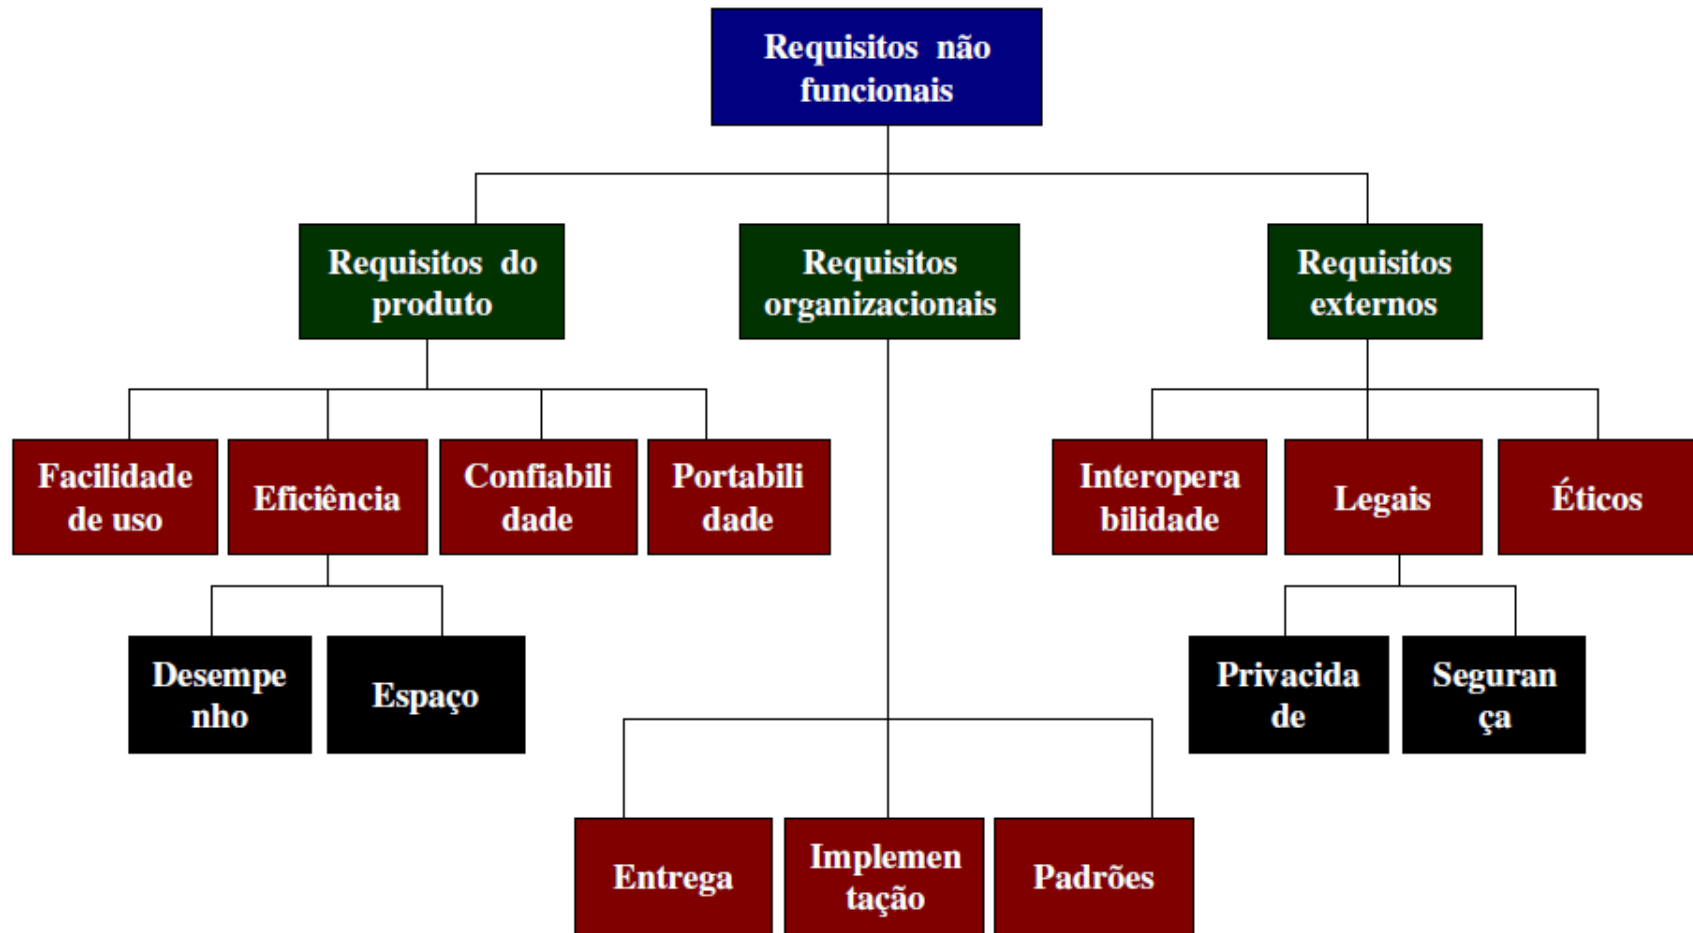 Requisitos não
funcionais
Requisitos do
produto
Requisitos
organizacionais
Requisitos
externos
Facilidade
de uso
Eficiência
Confiabili
dade
Portabili
dade
Interopera
bilidade
Legais
Éticos
Desempe
nho
Espaço
Privacida
de
Seguran
ça
Entrega
Implemen
tação
Padrões